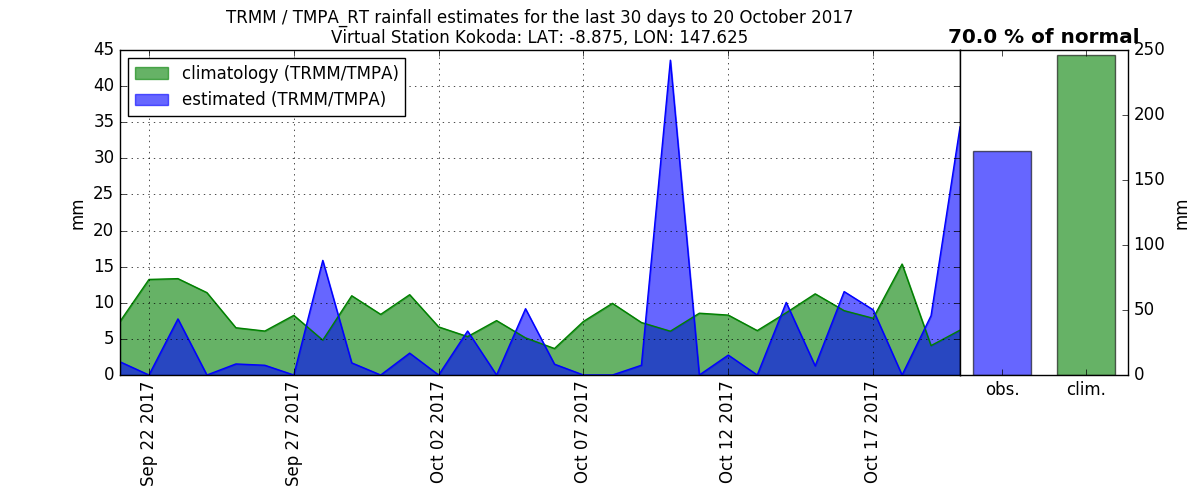 TRMM / TMPA_RT rainfall estimates for the last 30 days to 20 October 2017
Virtual Station Kokoda: LAT: -8.875, LON: 147.625
70.0 % of normal
climatology (TRMM/TMPA)
estimated (TRMM/TMPA)
45
40
35
30
25
20
15
10
5
0
mm
Sep 22 2017
Sep 27 2017
Oct 02 2017
Oct 07 2017
Oct 12 2017
Oct 17 2017
250
200
150
100
50
0
mm
obs.
clim.